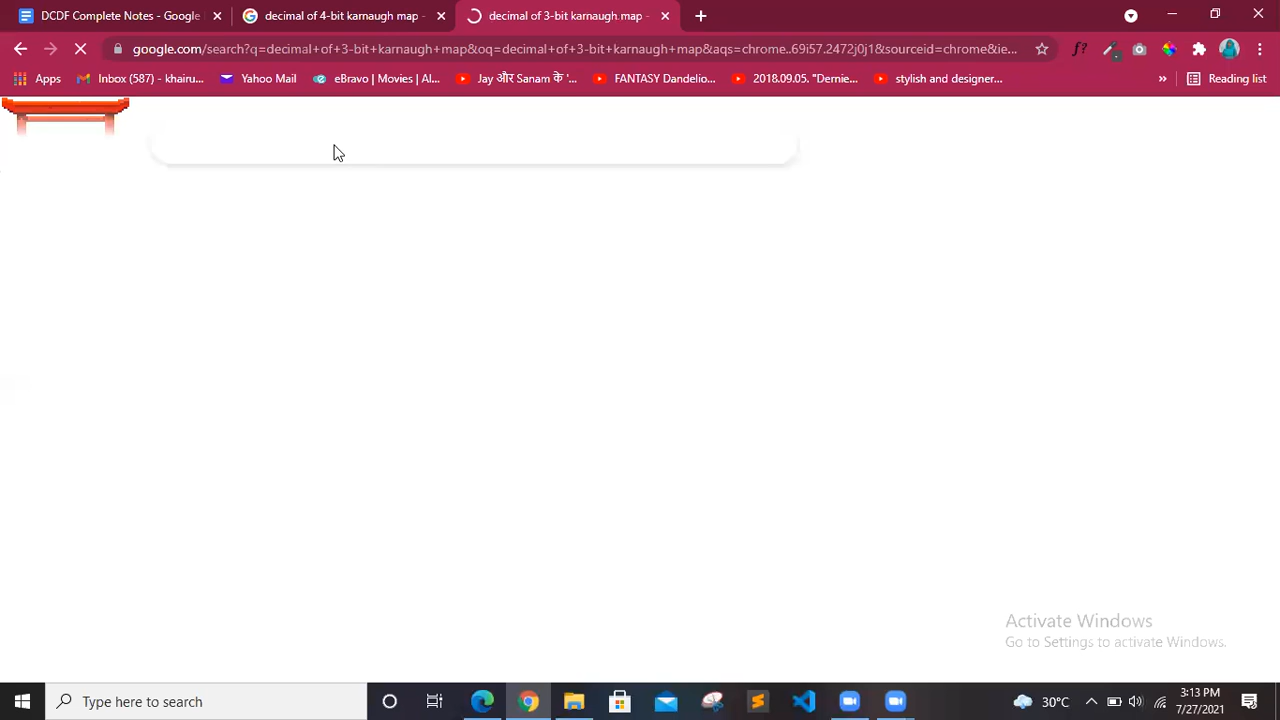 DCDF Complete Notes - Google
decimal of 4-bit karnaugh map -
decimal of 3-bit karnaugh.map -
google.com/search?q=decimal+of+3-bit+karnaugh+map&oq=decimal+of+3-bit+karnaugh+map&aqs=chrome..69i57.2472j0j1&sourceid=chrome&ie...
f?
Apps
Inbox (587) - khairu...
Yahoo Mail
eBravo | Movies | Al...
Jay और Sanam के '...
FANTASY Dandelio...
2018.09.05. "Dernie...
stylish and designer...
»
Reading list
Activate Windows
Go to Settings to activate Windows.
Type here to search
30°C
3:13 PM
7/27/2021